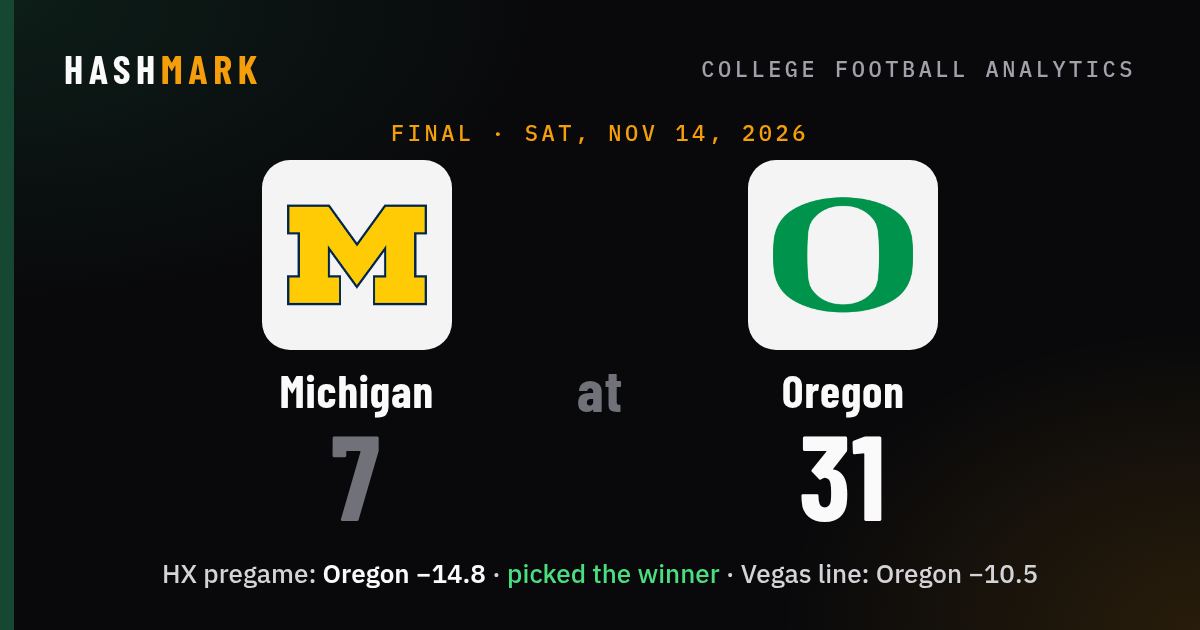 HASHMARK
COLLEGE FOOTBALL ANALYTICS
FINAL · SAT, NOV 14, 2026
M
O
Michigan
at
Oregon
7
31
HX pregame: Oregon −14.8 · picked the winner · Vegas line: Oregon −10.5